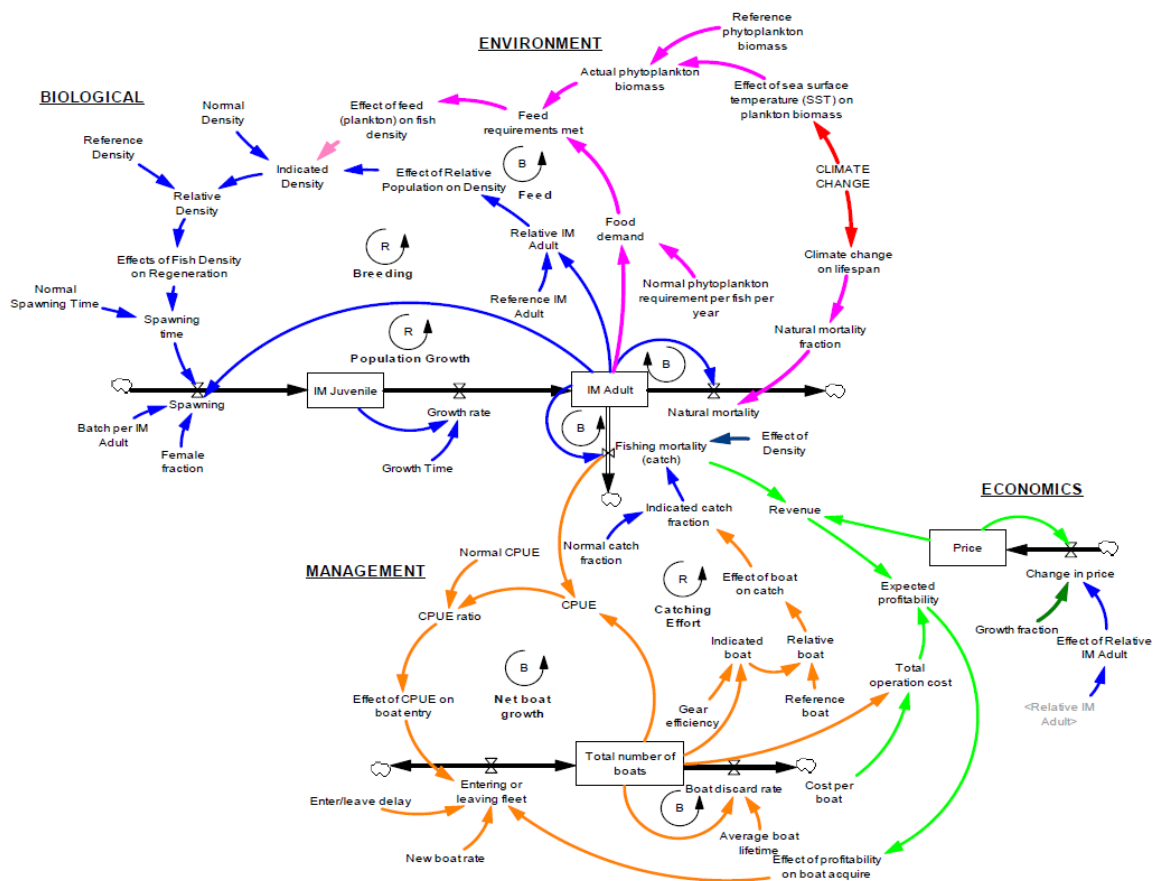 Reference
phytoplankton
biomass
ENVIRONMENT
Actual phytoplankton
biomass
Effect of sea surface
temperature (SST) on
plankton biomass
BIOLOGICAL
Normal
Density
Effect of feed
(plankton) on fish
density
Feed
requirements met
Reference
Density
B
Feed
Indicated
Density
Effect of Relative
Population on Density
CLIMATE
CHANGE
Relative
Density
Food
demand
Relative IM
Adult
R
Breeding
Effects of Fish Density
on Regeneration
Climate change
on lifespan
Normal
Spawning Time
Reference IM
Adult
Normal phytoplankton
requirement per fish per
year
Spawning
time
R
Population Growth
Natural mortality
fraction
B
IM Juvenile
IM Adult
Spawning
Growth rate
Natural mortality
Batch per IM
Adult
Female
fraction
Growth Time
B
Fishing mortality
(catch)
Effect of
Density
ECONOMICS
Indicated catch
fraction
Revenue
Normal catch
fraction
Price
Normal CPUE
MANAGEMENT
R
Catching
Effort
Effect of boat
on catch
Expected
profitability
Change in price
CPUE
CPUE ratio
Growth fraction
Effect of Relative
IM Adult
Indicated
boat
Relative
boat
Total
operation cost
B
Net boat
growth
Effect of CPUE on
boat entry
Gear
efficiency
Reference
boat
<Relative IM
Adult>
Total number of
boats
Entering or
leaving fleet
Boat discard rate
B
Cost per
boat
Enter/leave delay
New boat rate
Average boat
lifetime
Effect of profitability
on boat acquire